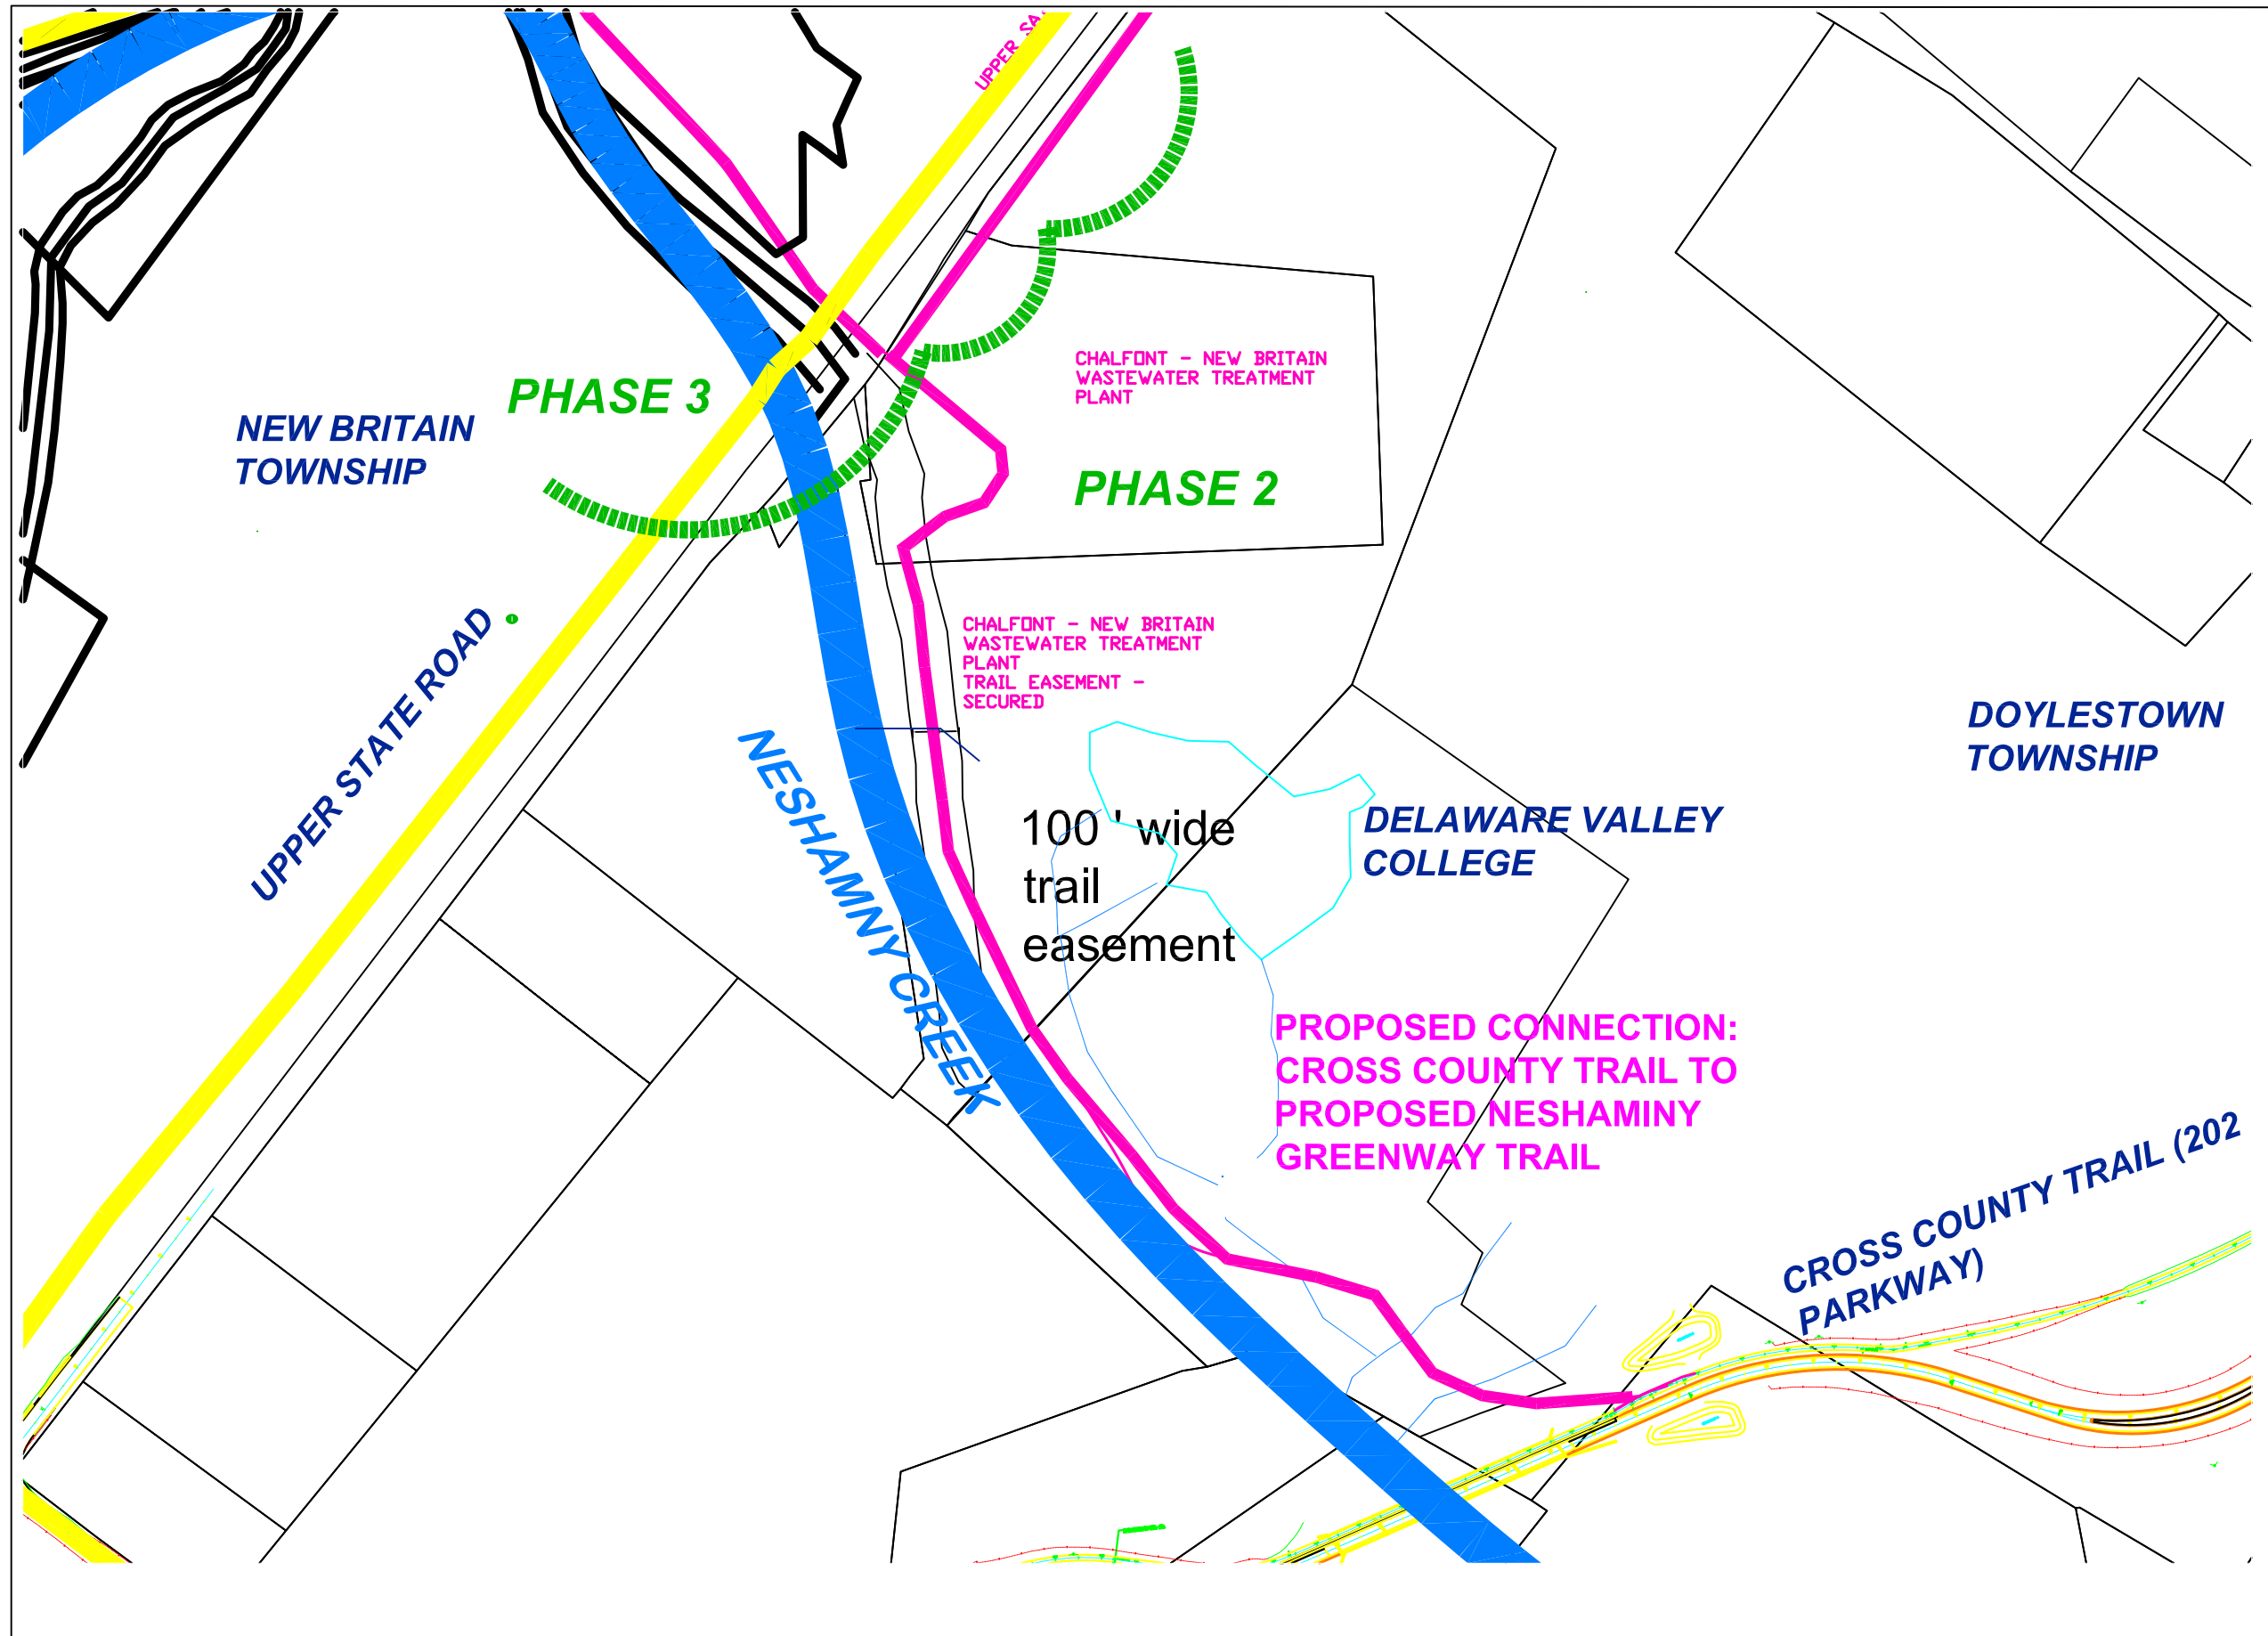 UPPER
CHALFONT - NEW BRITAIN
WASTEWATER TREATMENT
PLANT
PHASE 3
NEW BRITAIN
TOWNSHIP
PHASE 2
CHALFONT - NEW BRITAIN
WASTEWATER TREATMENT
PLANT
TRAIL EASEMENT -
SECURED
UPPER STATE ROAD
NESHAMINY CREEK
DOYLESTOWN
TOWNSHIP
100 ' wide
trail
easement
DELAWARE VALLEY
COLLEGE
PROPOSED CONNECTION:
CROSS COUNTY TRAIL TO
PROPOSED NESHAMINY
GREENWAY TRAIL
CROSS COUNTY TRAIL (202
PARKWAY)